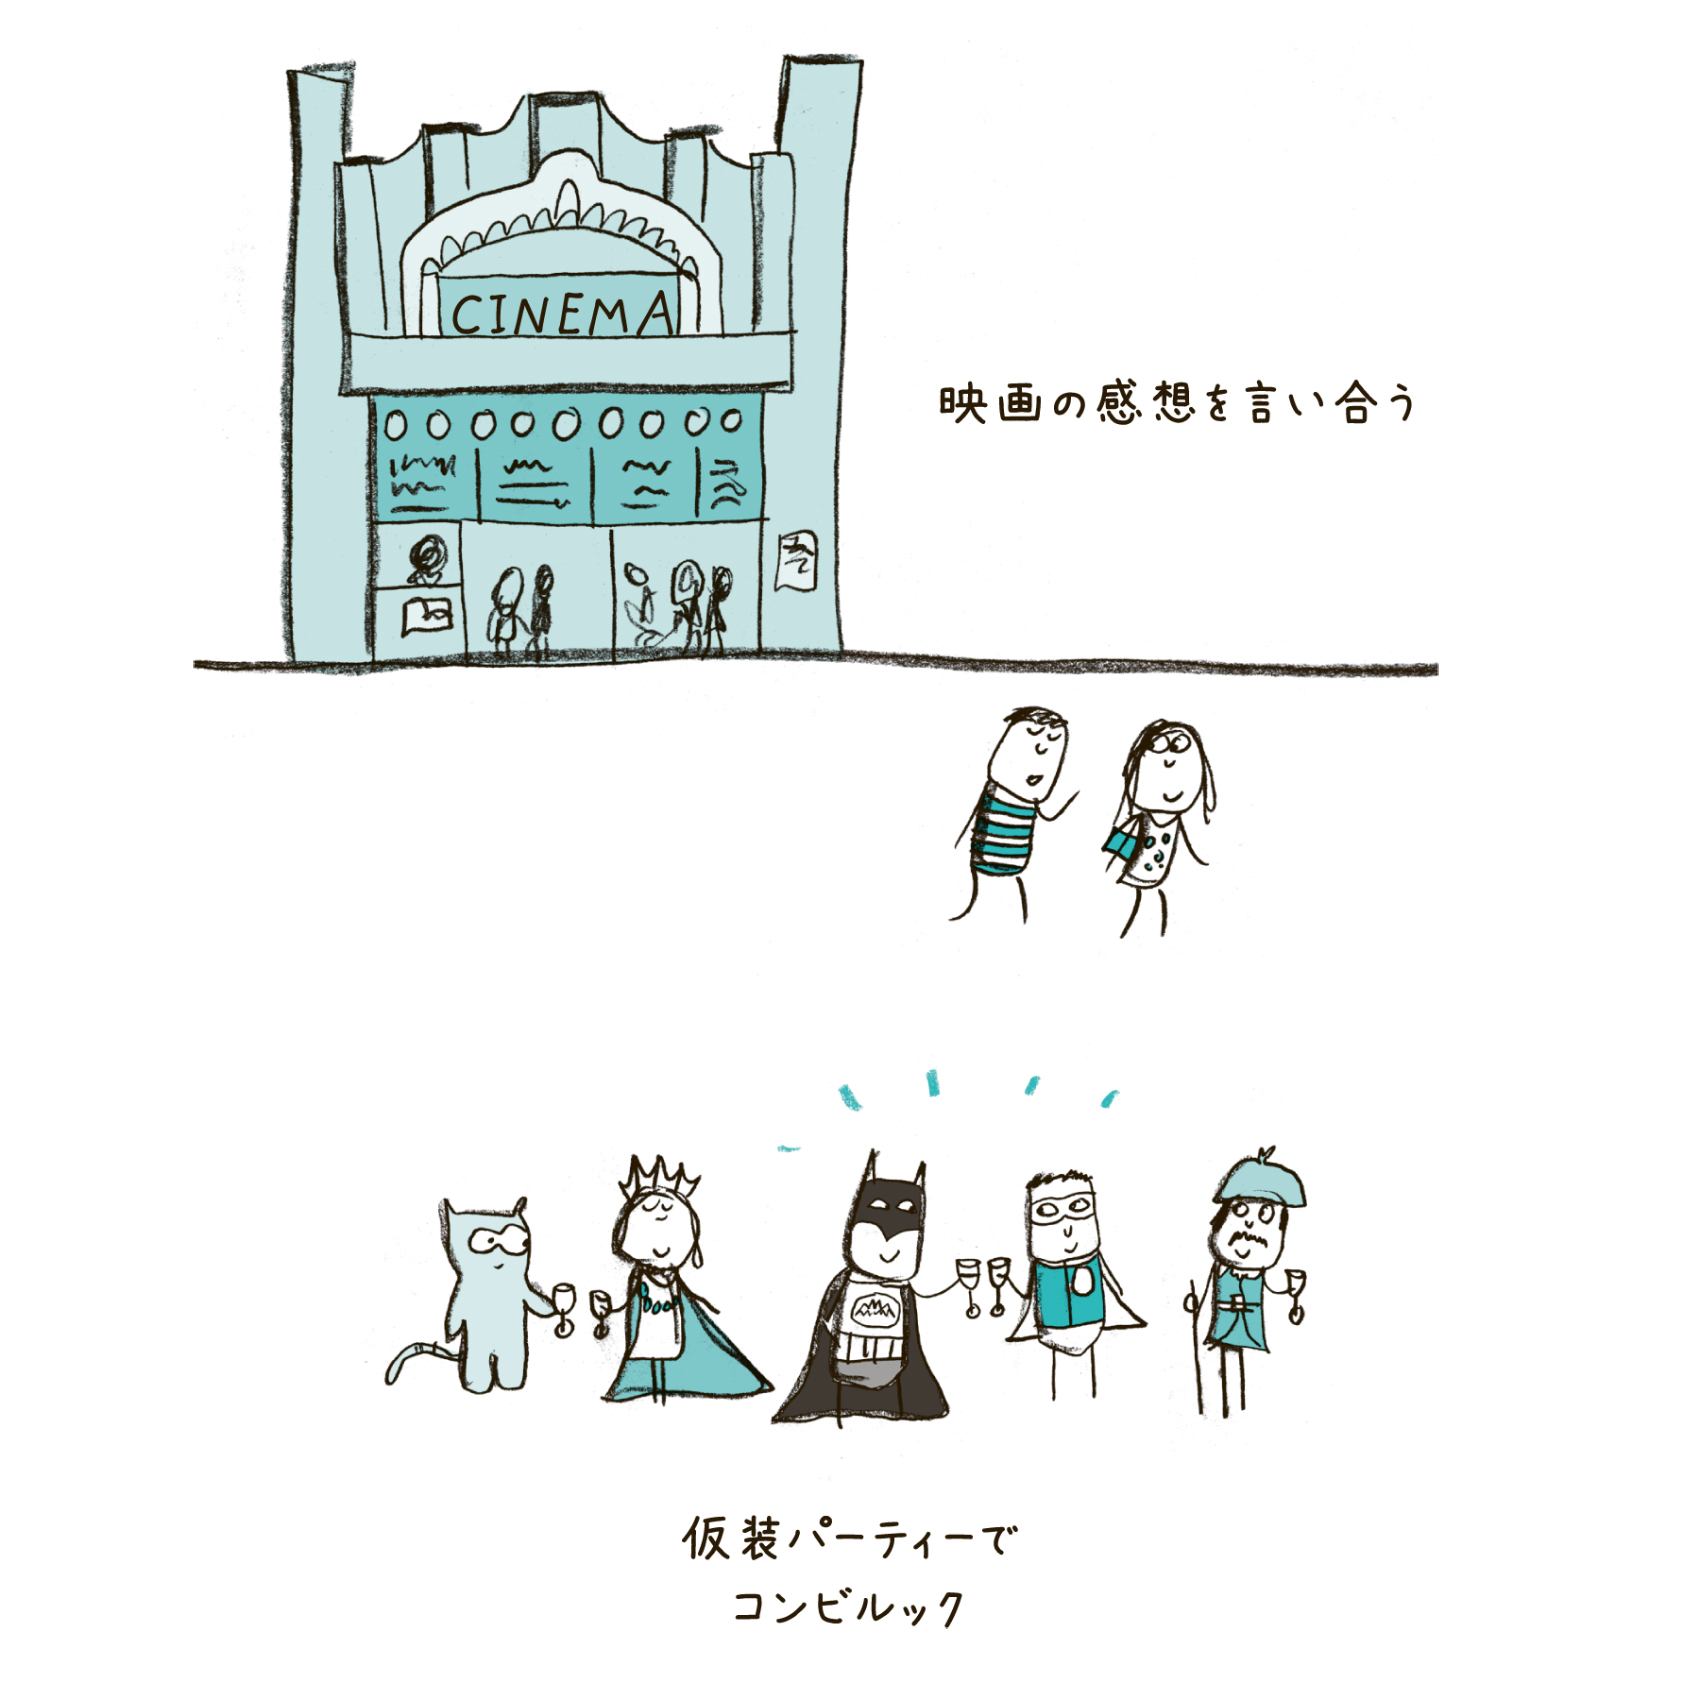 CINEMA
映画の感想を言い合う
仮装パーティーで
コンビルック